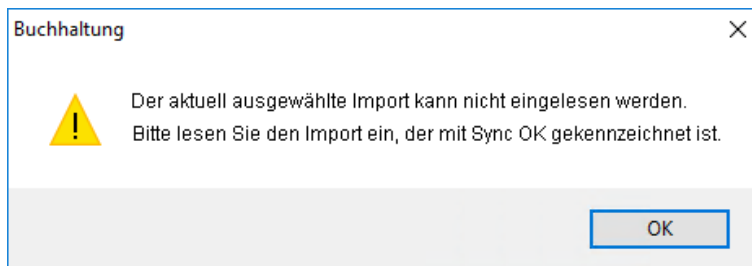 Buchhaltung
Der aktuell ausgewählte Import kann nicht eingelesen werden.
Bitte lesen Sie den Import ein, der mit Sync OK gekennzeichnet ist.
OK